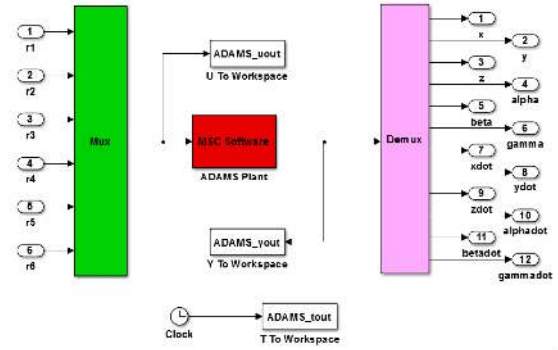 1
r1
2
r2
3
r3
4
r4
5
r5
6
r6
Mux
ADAMS_uout
U To Workspace
MSC Software
ADAMS Plant
ADAMS_yout
Y To Workspace
Clock
ADAMS_tout
T To Workspace
Demux
1
x
2
y
3
z
4
alpha
5
beta
6
gamma
7
xdot
8
ydot
9
zdot
10
alphadot
11
betadot
12
gammadot